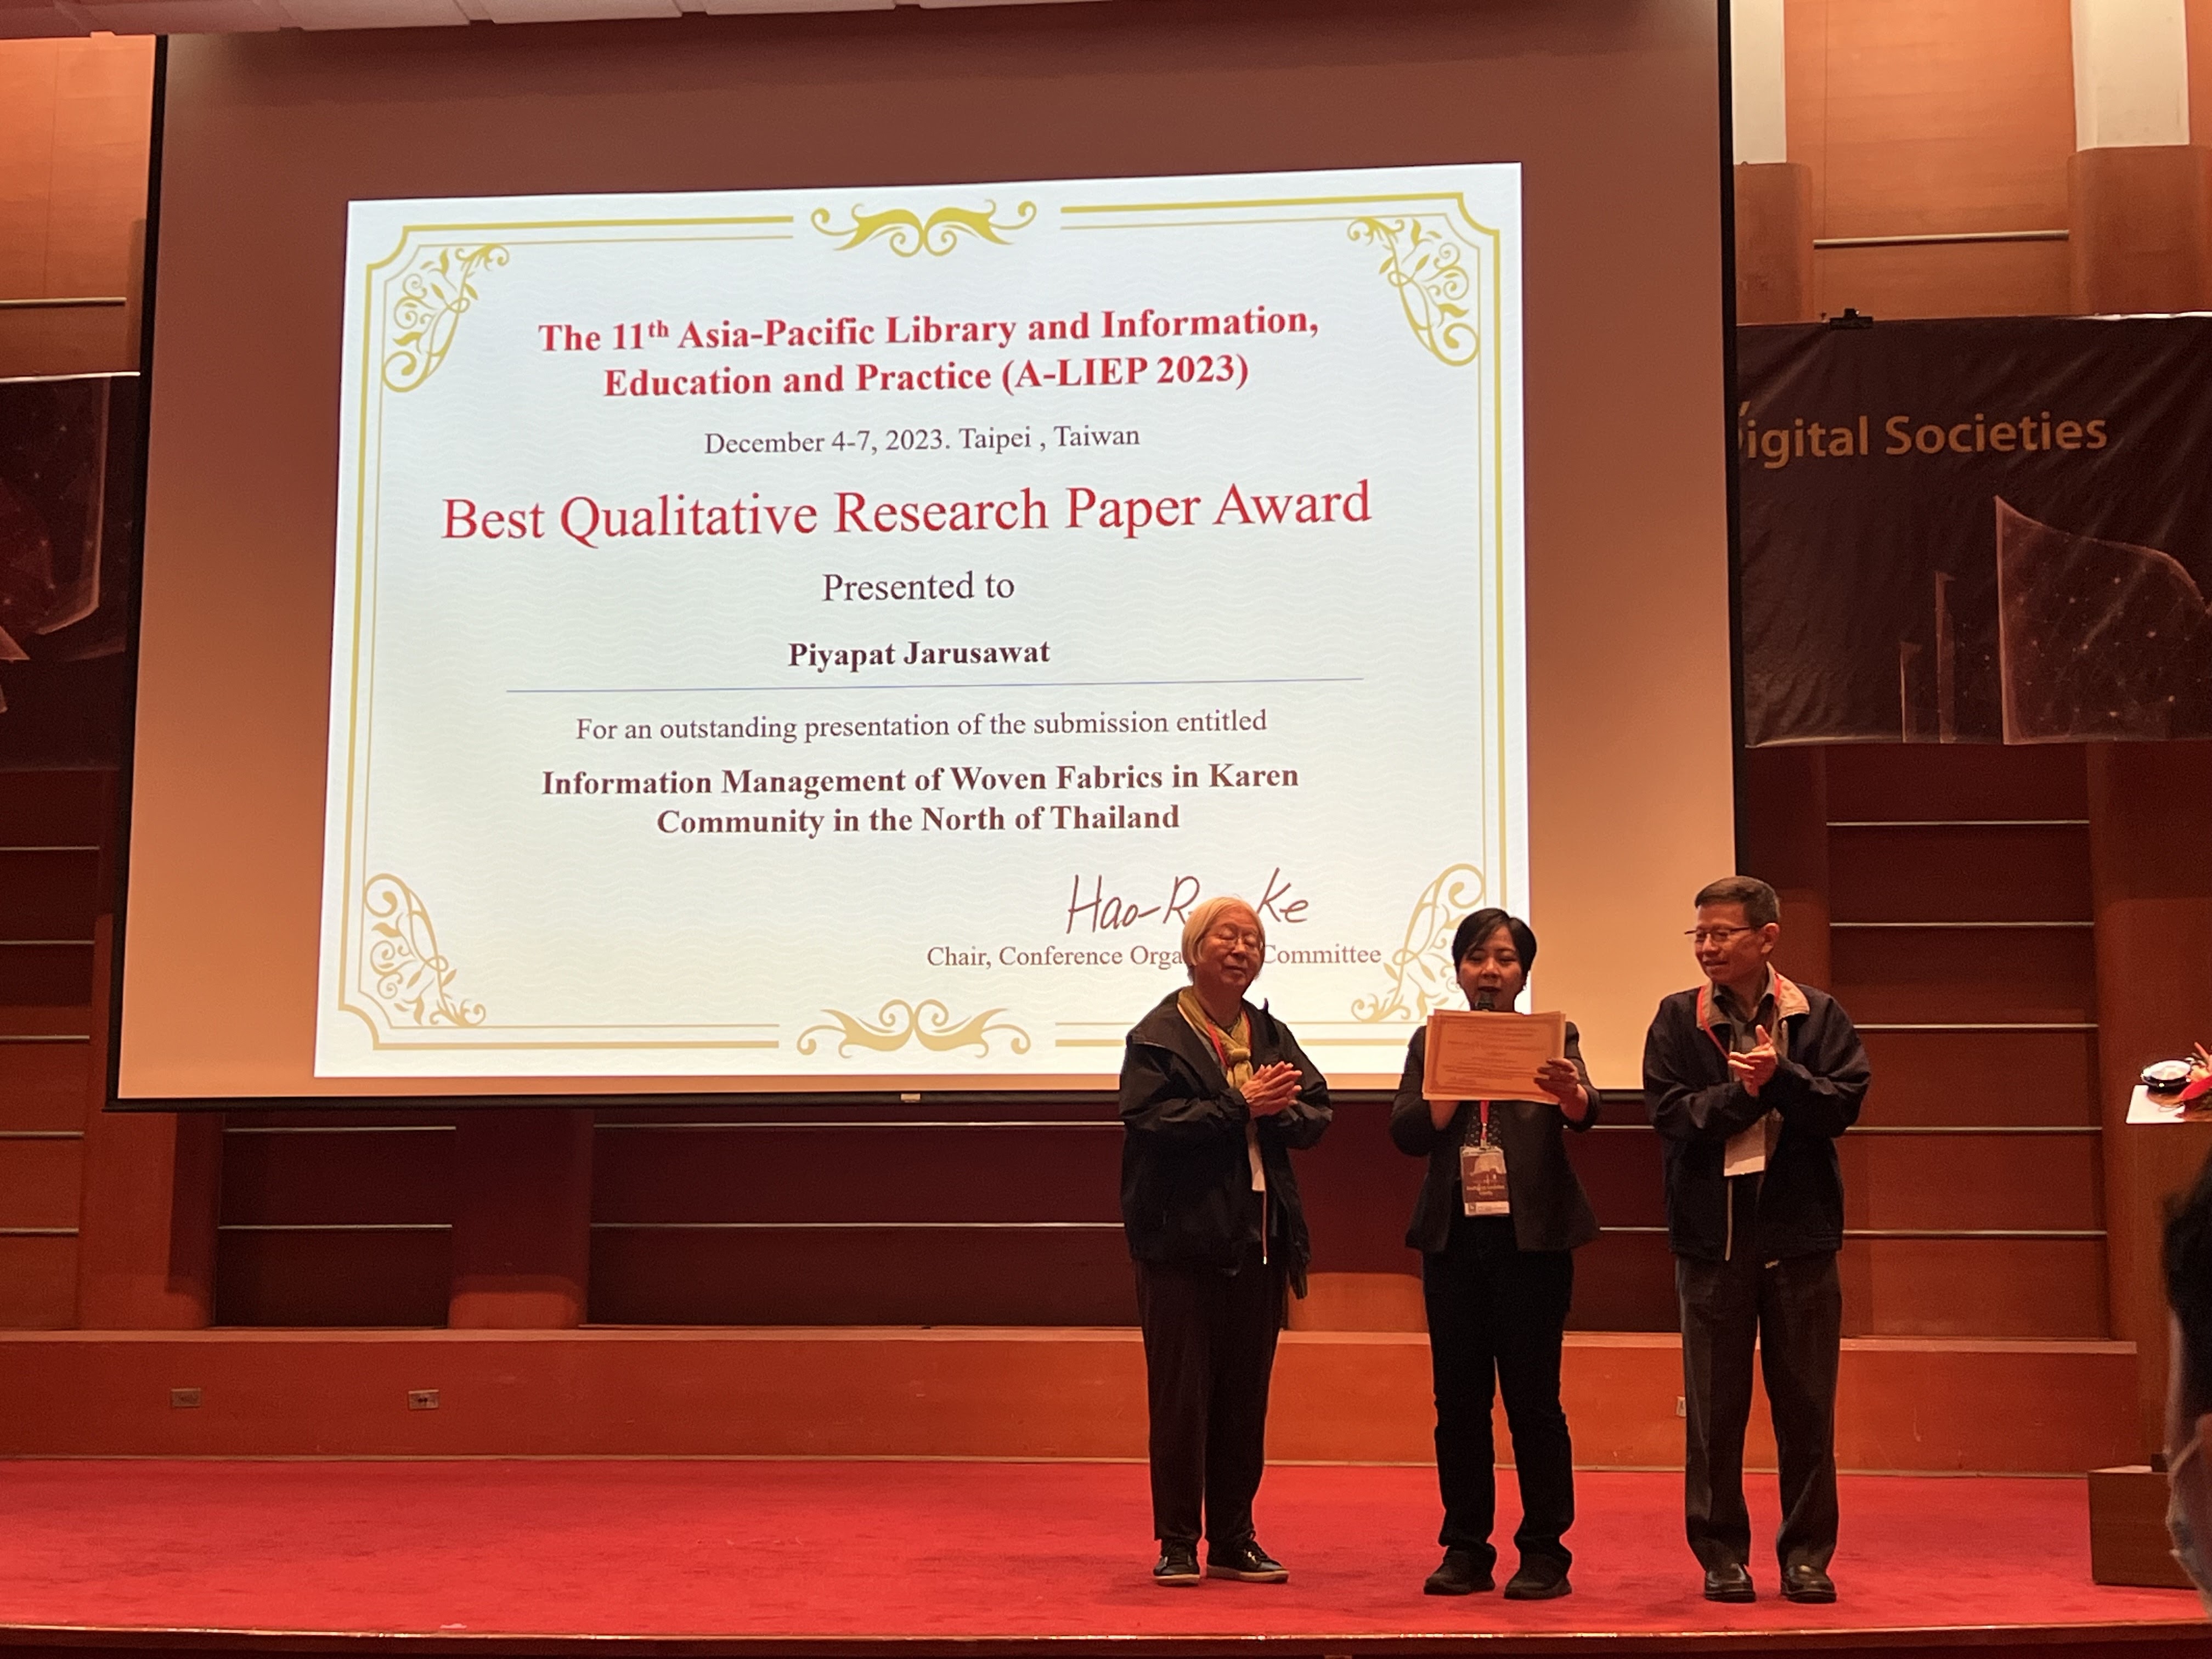 The 11th Asia-Pacific Library and Information,
Education and Practice (A-LIEP 2023)
December 4-7, 2023. Taipei , Taiwan
Best Qualitative Research Paper Award
Presented to
Piyapat Jarusawat
For an outstanding presentation of the submission entitled
Information Management of Woven Fabrics in Karen
Community in the North of Thailand
Hao-R Ke
Chair, Conference Orga Committee
igital Societies